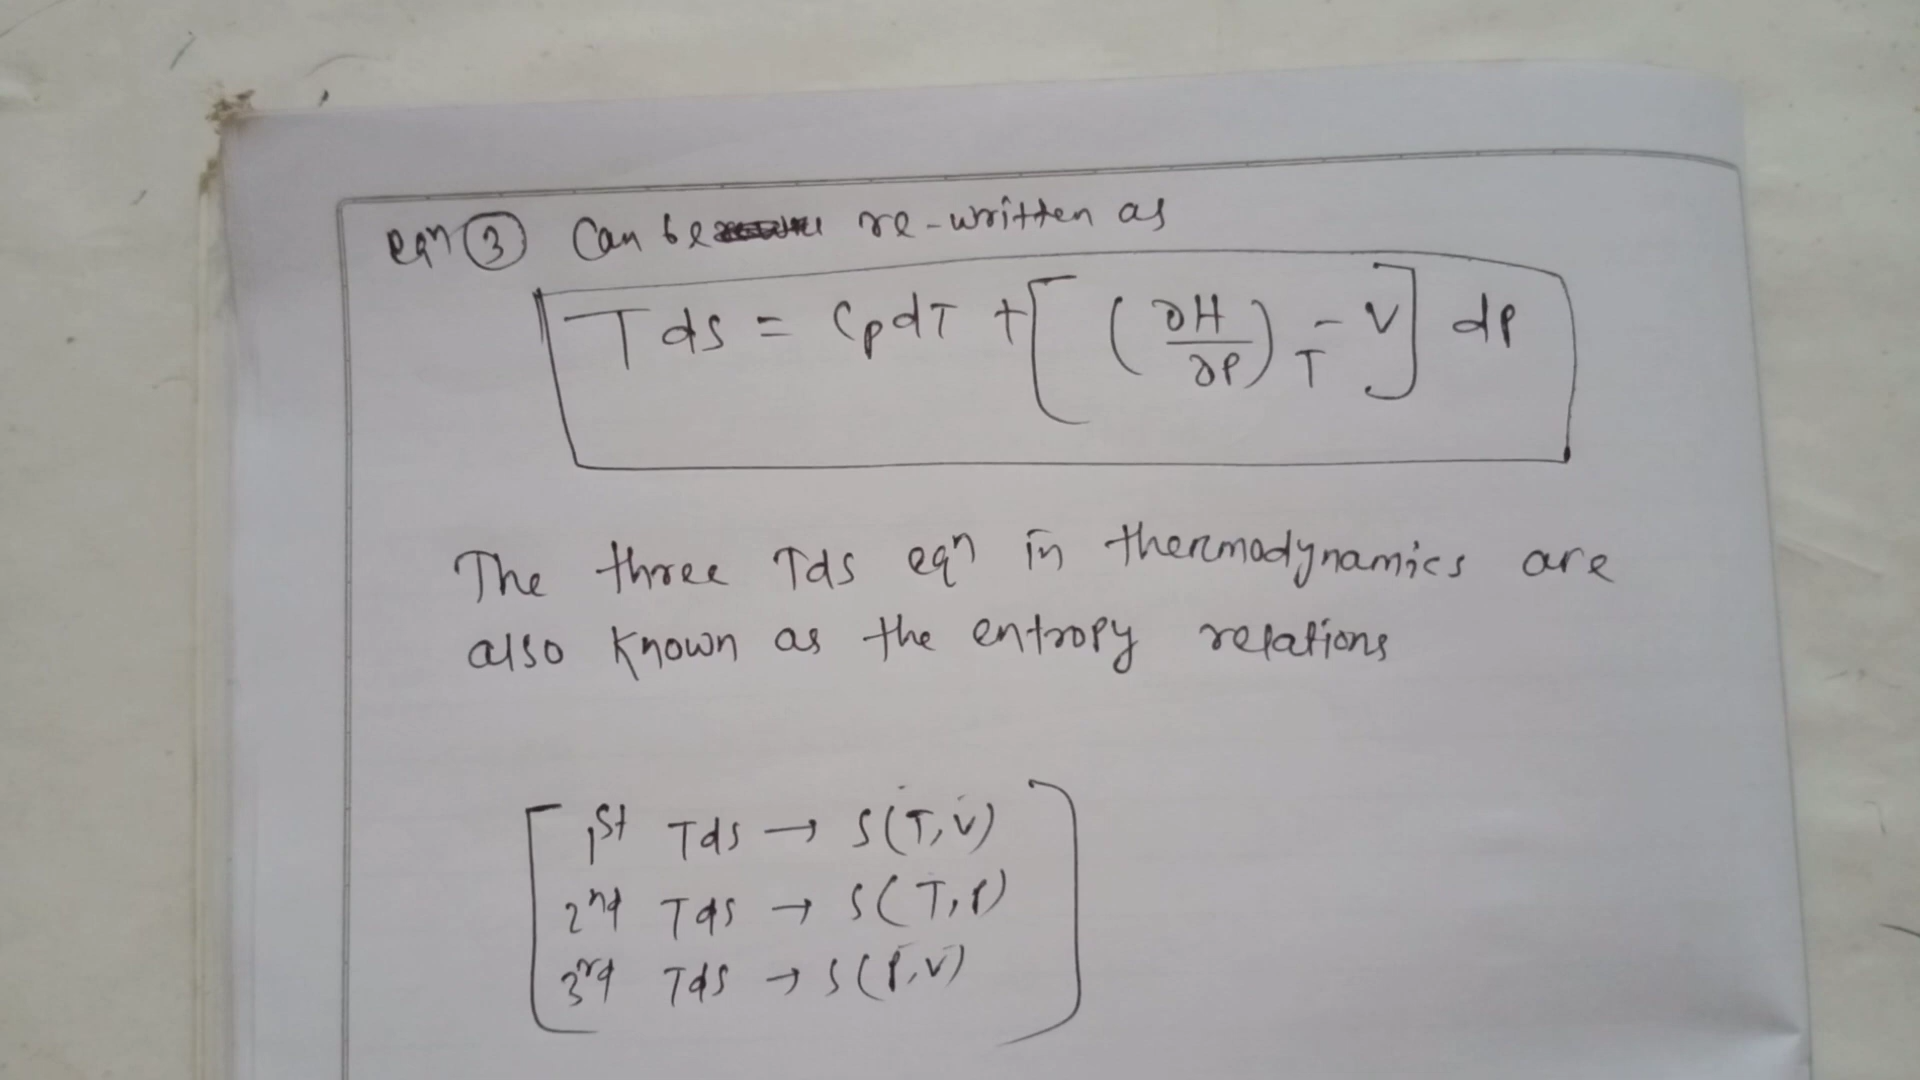 eqn ③ Can be re-written as
Tds = CpdT + [(∂H/∂P)T - V] dP
The three Tds eqn in thermodynamics are
also known as the entropy relations
1st Tds → S(T,V)
2nd Tds → S(T,P)
3rd Tds → S(P,V)